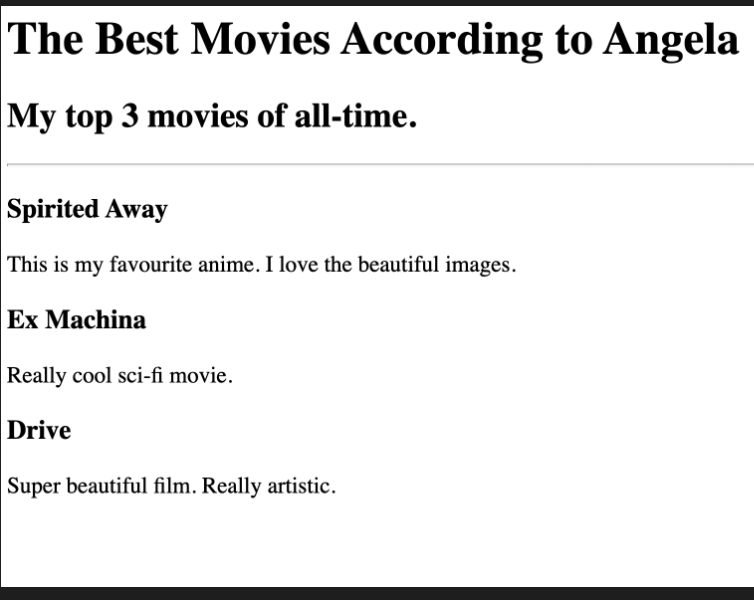 The Best Movies According to Angela
My top 3 movies of all-time.
Spirited Away
This is my favourite anime. I love the beautiful images.
Ex Machina
Really cool sci-fi movie.
Drive
Super beautiful film. Really artistic.